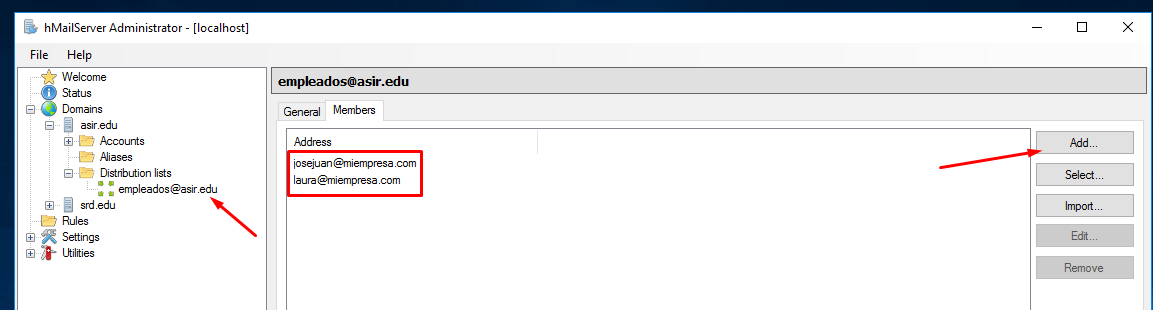 hMailServer Administrator - [localhost]
File Help
Welcome
Status
Domains
asir.edu
Accounts
Aliases
Distribution lists
empleados@asir.edu
srd.edu
Rules
Settings
Utilities
empleados@asir.edu
General Members
Address
josejuan@miempresa.com
laura@miempresa.com
Add...
Select...
Import...
Edit...
Remove